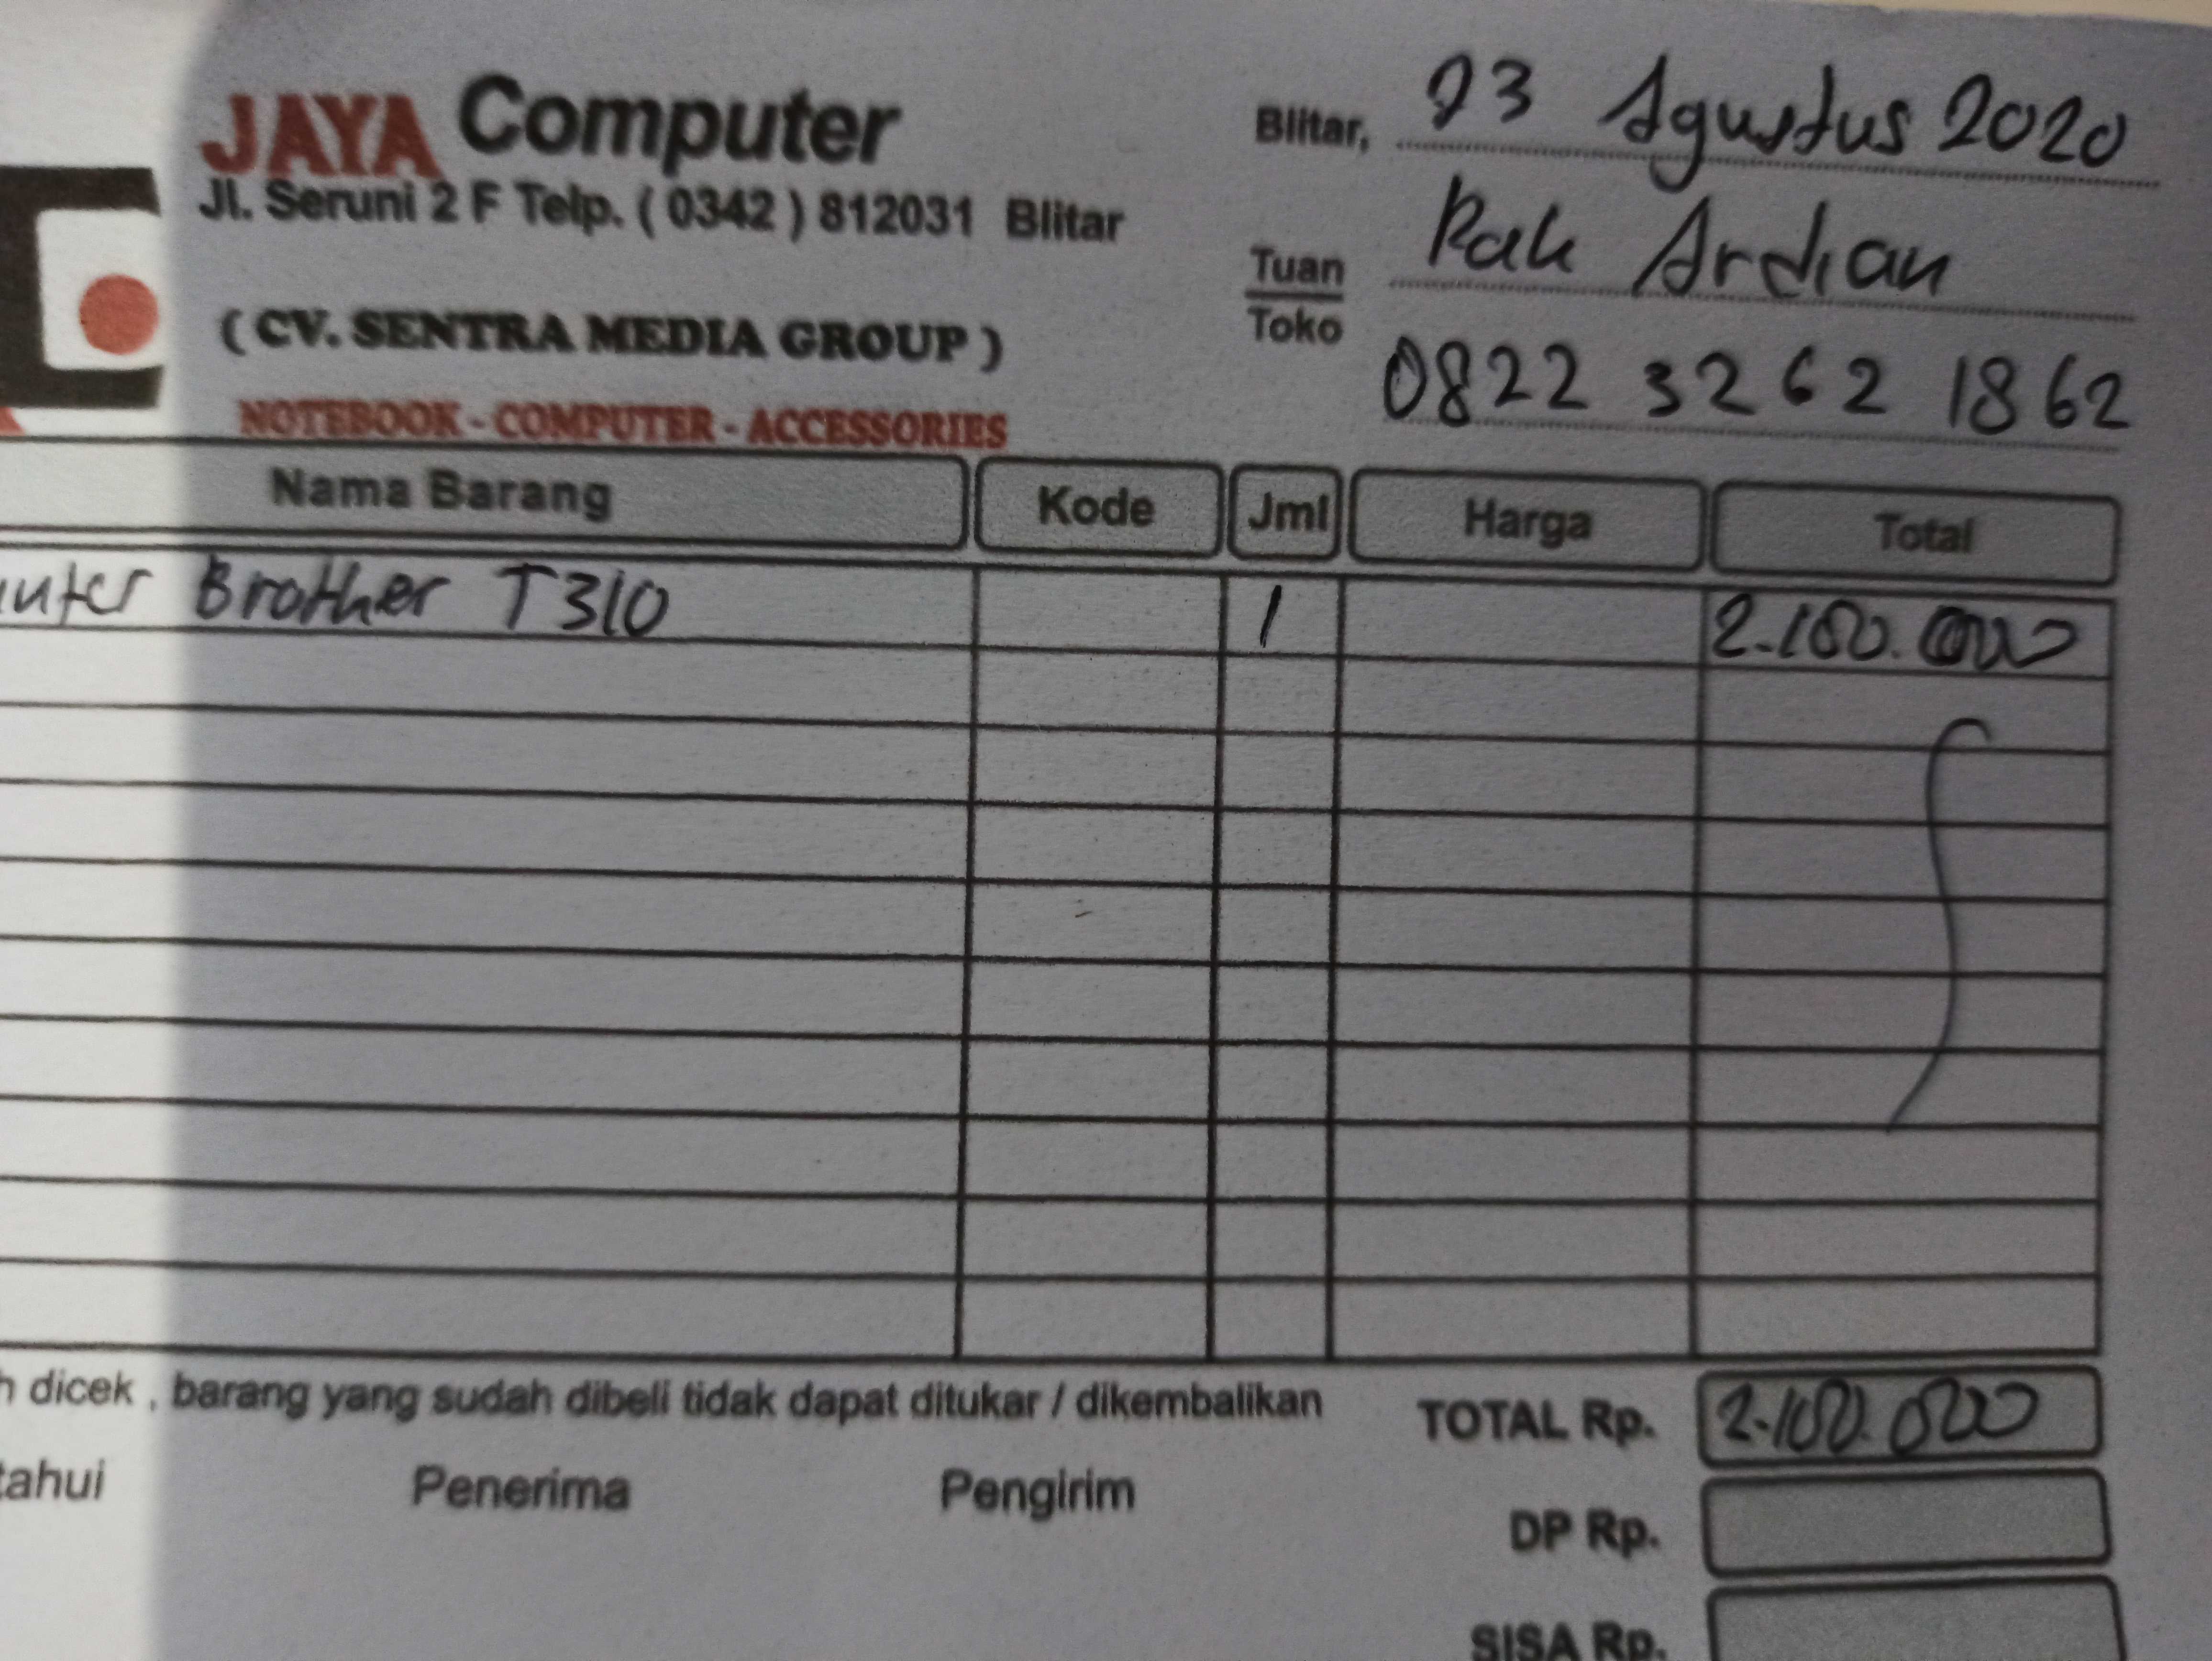 JAYA Computer
Jl. Seruni 2 F Telp. ( 0342 ) 812031 Blitar
( CV. SENTRA MEDIA GROUP )
NOTEBOOK - COMPUTER - ACCESSORIES
Blitar, 23 Agustus 2020
Tuan
Toko
Pak Ardian
0822 3262 1862
Nama Barang Kode Jml Harga Total
Brother T310 1 2.100.000
dicek , barang yang sudah dibeli tidak dapat ditukar / dikembalikan
TOTAL Rp. 2.100.000
Penerima Pengirim
DP Rp.
SISA Rp.